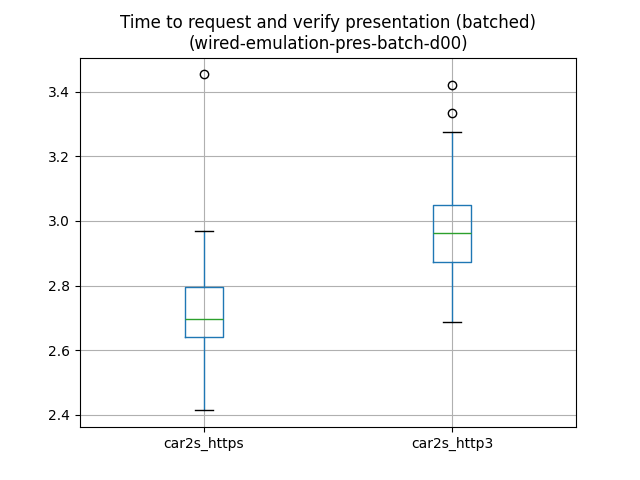 Time to request and verify presentation (batched)
(wired-emulation-pres-batch-d00)
3.4
3.2
3.0
2.8
2.6
2.4
car2s_https
car2s_http3